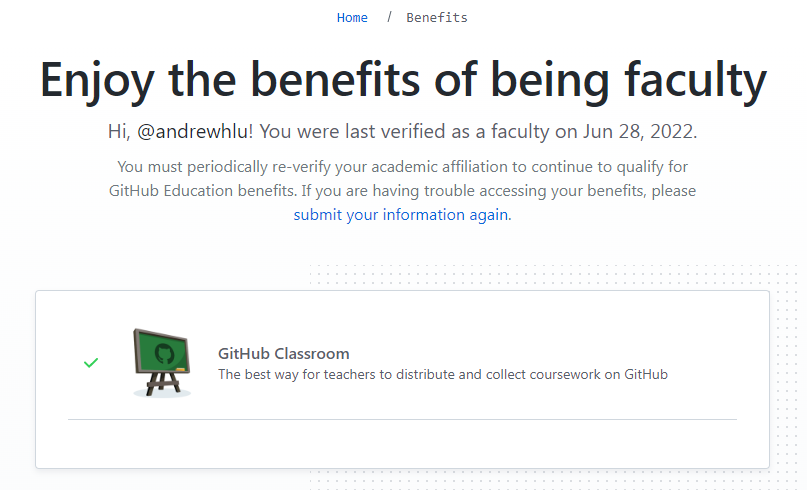 Home / Benefits
Enjoy the benefits of being faculty
Hi, @andrewhlu! You were last verified as a faculty on Jun 28, 2022.
You must periodically re-verify your academic affiliation to continue to qualify for
GitHub Education benefits. If you are having trouble accessing your benefits, please
submit your information again.
GitHub Classroom
The best way for teachers to distribute and collect coursework on GitHub